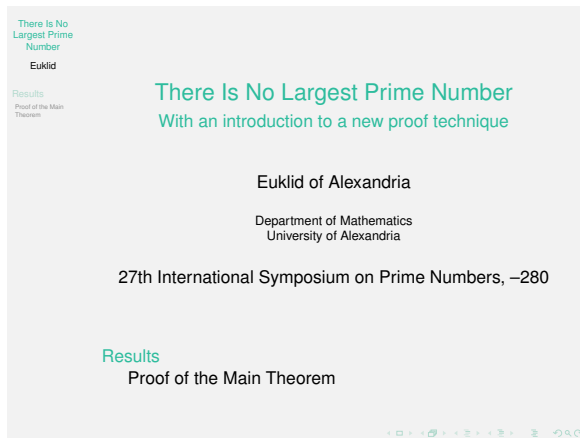 There Is No
Largest Prime
Number
Euklid
Results
Proof of the Main
Theorem
There Is No Largest Prime Number
With an introduction to a new proof technique
Euklid of Alexandria
Department of Mathematics
University of Alexandria
27th International Symposium on Prime Numbers, –280
Results
Proof of the Main Theorem